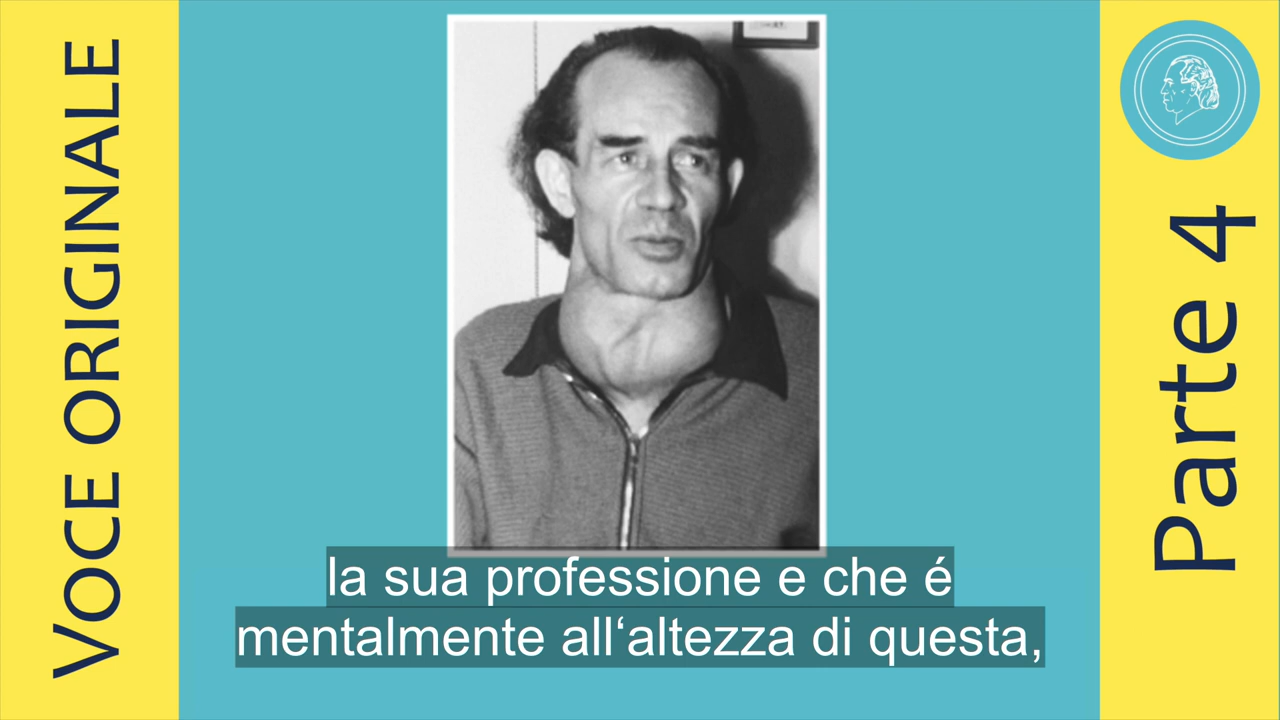 VOCE ORIGINALE
la sua professione e che é
mentalmente all‘altezza di questa,
Parte 4